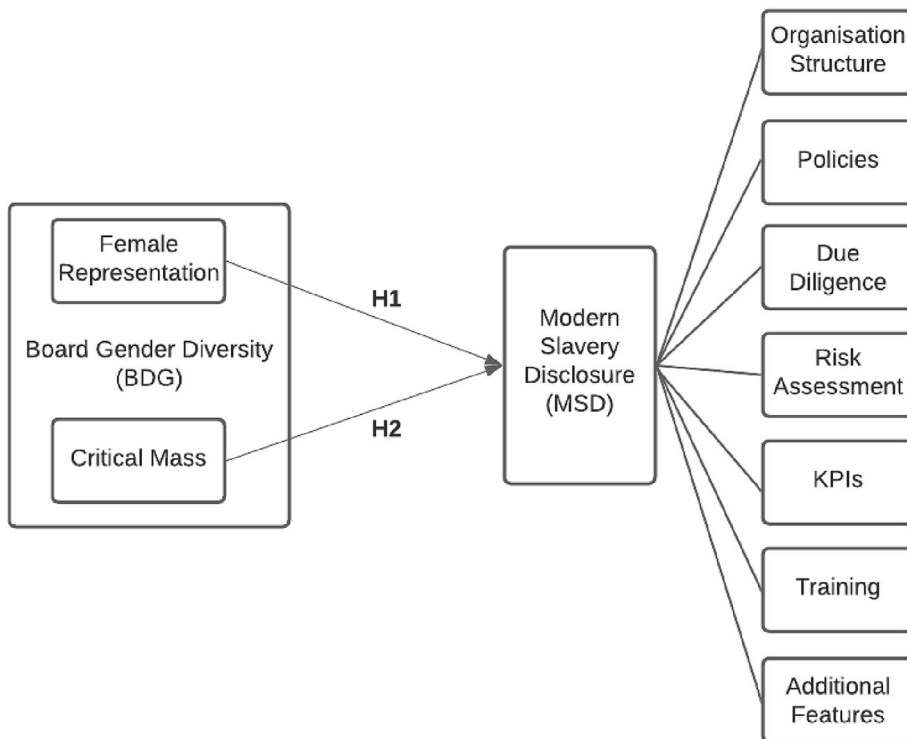 Female
Representation
Board Gender Diversity
(BDG)
Critical Mass
H1
H2
Modern
Slavery
Disclosure
(MSD)
Organisation
Structure
Policies
Due
Diligence
Risk
Assessment
KPIs
Training
Additional
Features